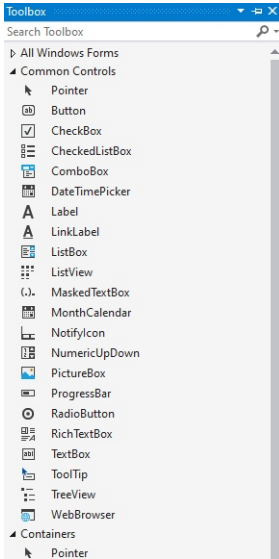 Toolbox
Search Toolbox
All Windows Forms
Common Controls
Pointer
Button
CheckBox
CheckedListBox
ComboBox
DateTimePicker
Label
LinkLabel
ListBox
ListView
MaskedTextBox
MonthCalendar
NotifyIcon
NumericUpDown
PictureBox
ProgressBar
RadioButton
RichTextBox
TextBox
ToolTip
TreeView
WebBrowser
Containers
Pointer